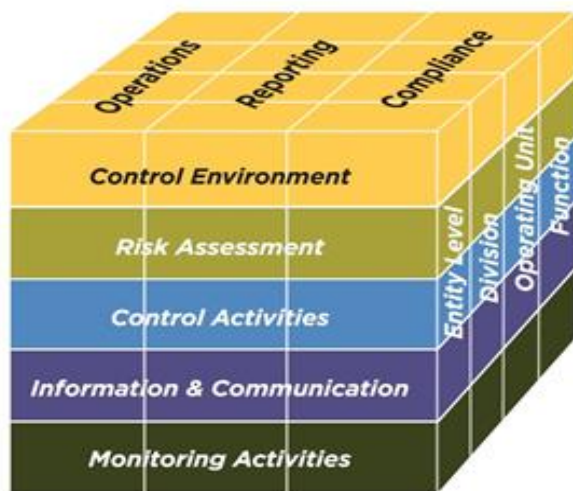 Operations
Reporting
Compliance
Control Environment
Risk Assessment
Control Activities
Information & Communication
Monitoring Activities
Entity Level
Division
Operating Unit
Function